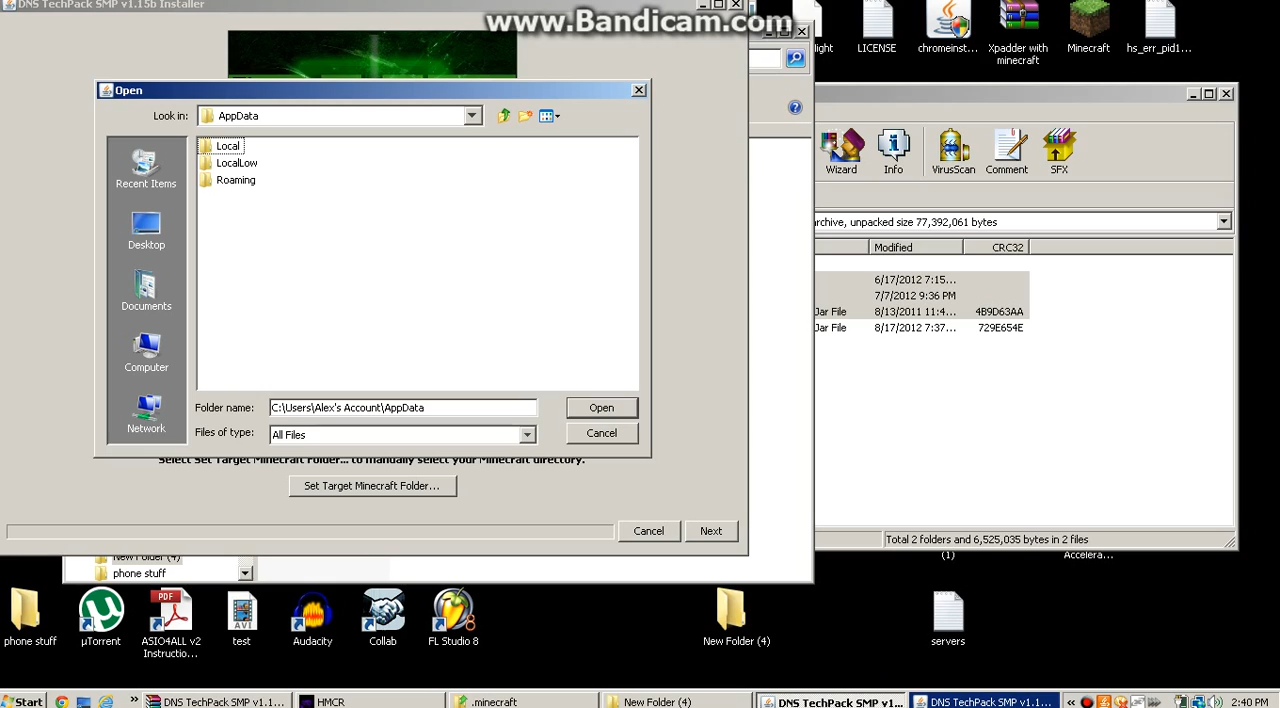 DNS TechPack SMP v1.15b Installer
www.Bandicam.com
light
LICENSE
chromeinst...
Xpadder with
minecraft
Minecraft
hs_err_pid1...
Open
Look in:
AppData
Local
LocalLow
Roaming
Recent Items
Desktop
Documents
Computer
Network
Folder name:
C:\Users\Alex's Account\AppData
Open
Files of type:
All Files
Cancel
Wizard
Info
VirusScan
Comment
SFX
archive, unpacked size 77,392,061 bytes
Modified
CRC32
6/17/2012 7:15...
7/7/2012 9:36 PM
Jar File
8/13/2011 11:4...
4B9D63AA
Jar File
8/17/2012 7:37...
729E654E
Select Set Target Minecraft Folder... to manually select your Minecraft directory.
Set Target Minecraft Folder...
Cancel
Next
Total 2 folders and 6,525,035 bytes in 2 files
(1)
Accelera...
New Folder (4)
phone stuff
phone stuff
µTorrent
ASIO4ALL v2
Instructio...
test
Audacity
Collab
FL Studio 8
New Folder (4)
servers
PDF
AVI
Start
DNS TechPack SMP v1.1...
HMCR
.minecraft
New Folder (4)
DNS TechPack SMP v1...
DNS TechPack SMP v1.1...
2:40 PM